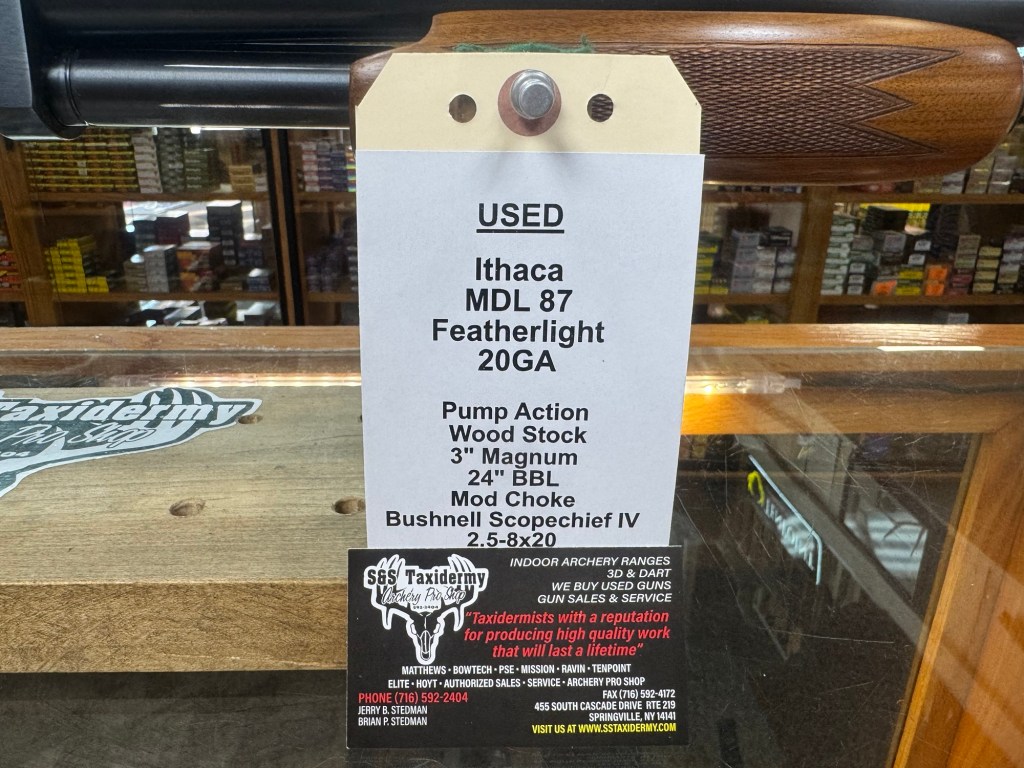 USED
Ithaca
MDL 87
Featherlight
20GA
Pump Action
Wood Stock
3" Magnum
24" BBL
Mod Choke
Bushnell Scopechief IV
2.5-8x20
Taxidermy
Pro Shop
S&S Taxidermy
Archery Pro Shop
592-2404
INDOOR ARCHERY RANGES
3D & DART
WE BUY USED GUNS
GUN SALES & SERVICE
"Taxidermists with a reputation
for producing high quality work
that will last a lifetime"
MATTHEWS • BOWTECH • PSE • MISSION • RAVIN • TENPOINT
ELITE • HOYT • AUTHORIZED SALES • SERVICE • ARCHERY PRO SHOP
PHONE (716) 592-2404
JERRY B. STEDMAN
BRIAN P. STEDMAN
FAX (716) 592-4172
455 SOUTH CASCADE DRIVE RTE 219
SPRINGVILLE, NY 14141
VISIT US AT WWW.SSTAXIDERMY.COM